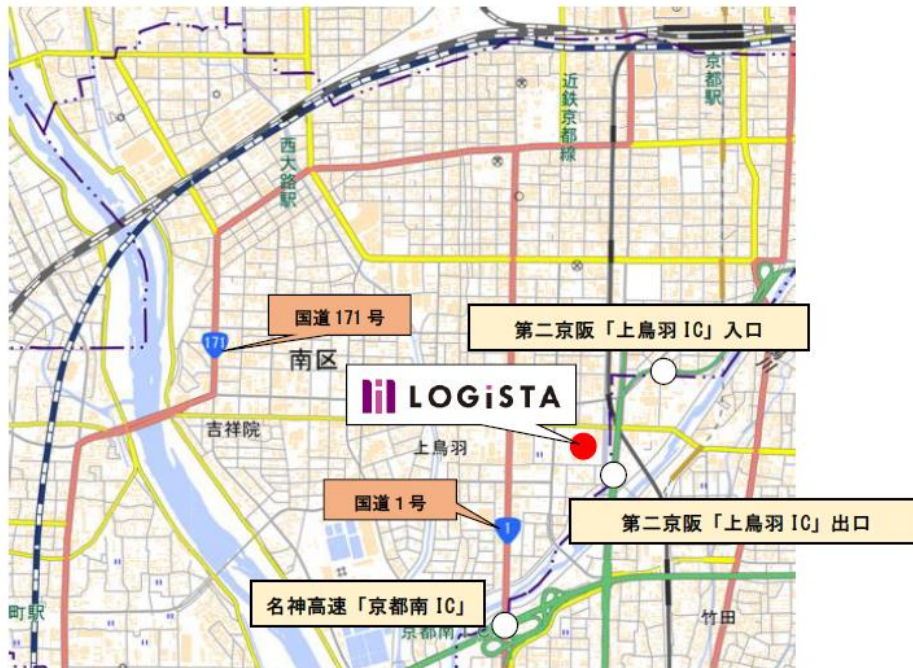 京都駅
近鉄京都線
西大路駅
国道171号
171
南区
第二京阪「上鳥羽IC」入口
LOGiSTA
吉祥院
上鳥羽
国道1号
1
第二京阪「上鳥羽IC」出口
名神高速「京都南IC」
京都南
町駅
竹田